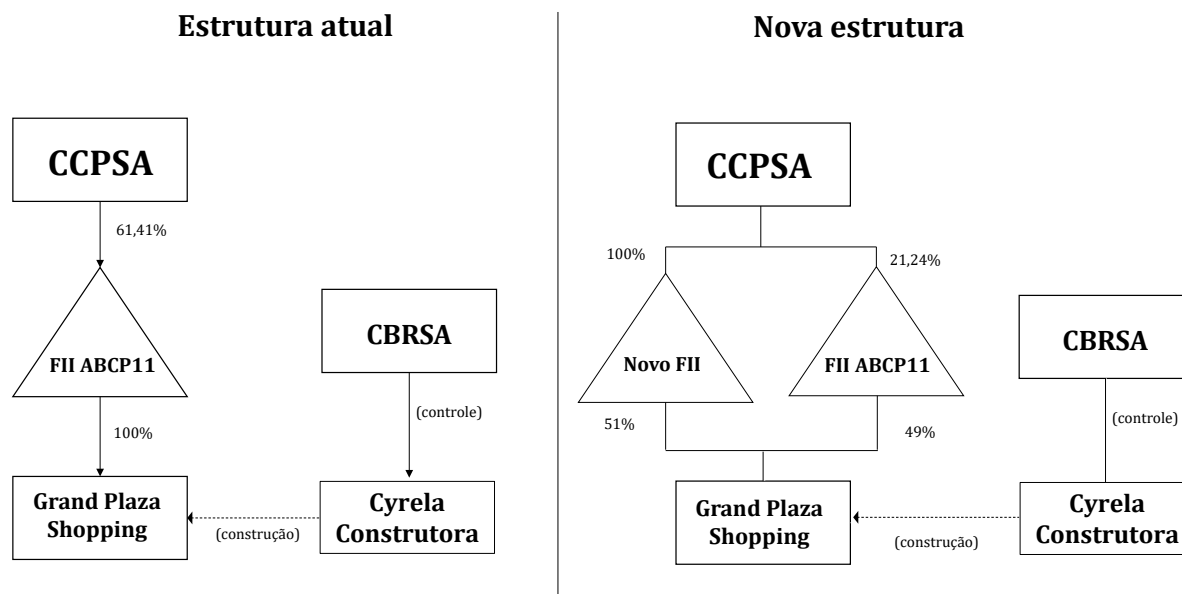 Estrutura atual
CCPSA
61,41%
FII ABCP11
100%
Grand Plaza
Shopping
CBRSA
(controle)
Cyrela
Construtora
(construção)
Nova estrutura
CCPSA
100%
21,24%
Novo FII
FII ABCP11
51%
49%
Grand Plaza
Shopping
CBRSA
(controle)
Cyrela
Construtora
(construção)